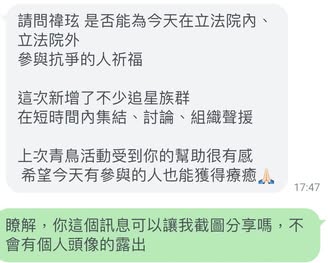 請問禕玹 是否能為今天在立法院內、
立法院外
參與抗爭的人祈福
這次新增了不少追星族群
在短時間內集結、討論、組織聲援
上次青鳥活動受到你的幫助很有感
希望今天有參與的人也能獲得療癒🙏🏻
17:47
瞭解，你這個訊息可以讓我截圖分享嗎，不
會有個人頭像的露出